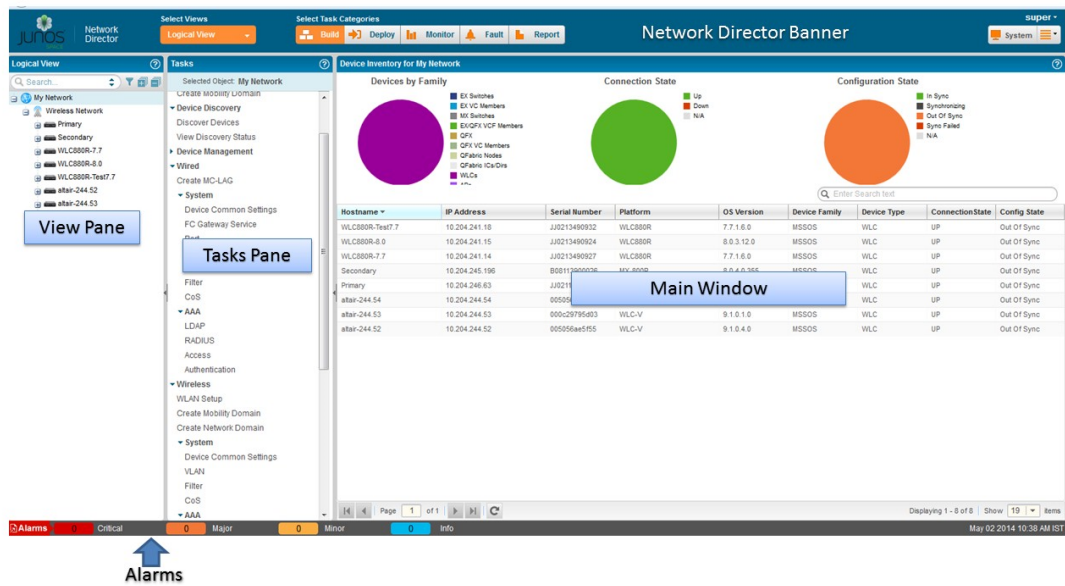 Select Views
Select Task Categories
super
JUNOS
Network
Director
Logical View
Build
Deploy
Monitor
Fault
Report
Network Director Banner
System
Logical View
Tasks
Device Inventory for My Network
Search...
Selected Object: My Network
My Network
Wireless Network
Primary
Secondary
WLC880R-7.7
WLC880R-8.0
WLC880R-Test7.7
altair-244.52
altair-244.53
View Pane
Create Mobility Domain
Device Discovery
Discover Devices
View Discovery Status
Device Management
Wired
Create MC-LAG
System
Device Common Settings
FC Gateway Service
Port
Tasks Pane
Filter
CoS
AAA
LDAP
RADIUS
Access
Authentication
Wireless
WLAN Setup
Create Mobility Domain
Create Network Domain
System
Device Common Settings
VLAN
Filter
CoS
AAA
Devices by Family
EX Switches
EX VC Members
MX Switches
EX/QFX VCF Members
QFX
QFX VC Members
QFabric Nodes
QFabric ICs/Dirs
WLCs
APs
Connection State
Up
Down
N/A
Configuration State
In Sync
Synchronizing
Out Of Sync
Sync Failed
N/A
Enter Search text
Hostname IP Address Serial Number Platform OS Version Device Family Device Type ConnectionState Config State
WLC880R-Test7.7 10.204.241.18 JJ0213490932 WLC880R 7.7.1.6.0 MSSOS WLC UP Out Of Sync
WLC880R-8.0 10.204.241.15 JJ0213490924 WLC880R 8.0.3.12.0 MSSOS WLC UP Out Of Sync
WLC880R-7.7 10.204.241.14 JJ0213490927 WLC880R 7.7.1.6.0 MSSOS WLC UP Out Of Sync
Secondary 10.204.245.196 MX-800R 8.0.4.0.355 MSSOS WLC UP Out Of Sync
Primary 10.204.246.63 WLC UP Out Of Sync
altair-244.54 10.204.244.54 WLC UP Out Of Sync
altair-244.53 10.204.244.53 000c29795d03 WLC-V 9.1.0.1.0 MSSOS WLC UP Out Of Sync
altair-244.52 10.204.244.52 005056ae5f55 WLC-V 9.1.0.4.0 MSSOS WLC UP Out Of Sync
Main Window
Page 1 of 1
Displaying 1 - 8 of 8 Show 19 items
Alarms 0 Critical 0 Major 0 Minor 0 Info May 02 2014 10:38 AM IST
Alarms